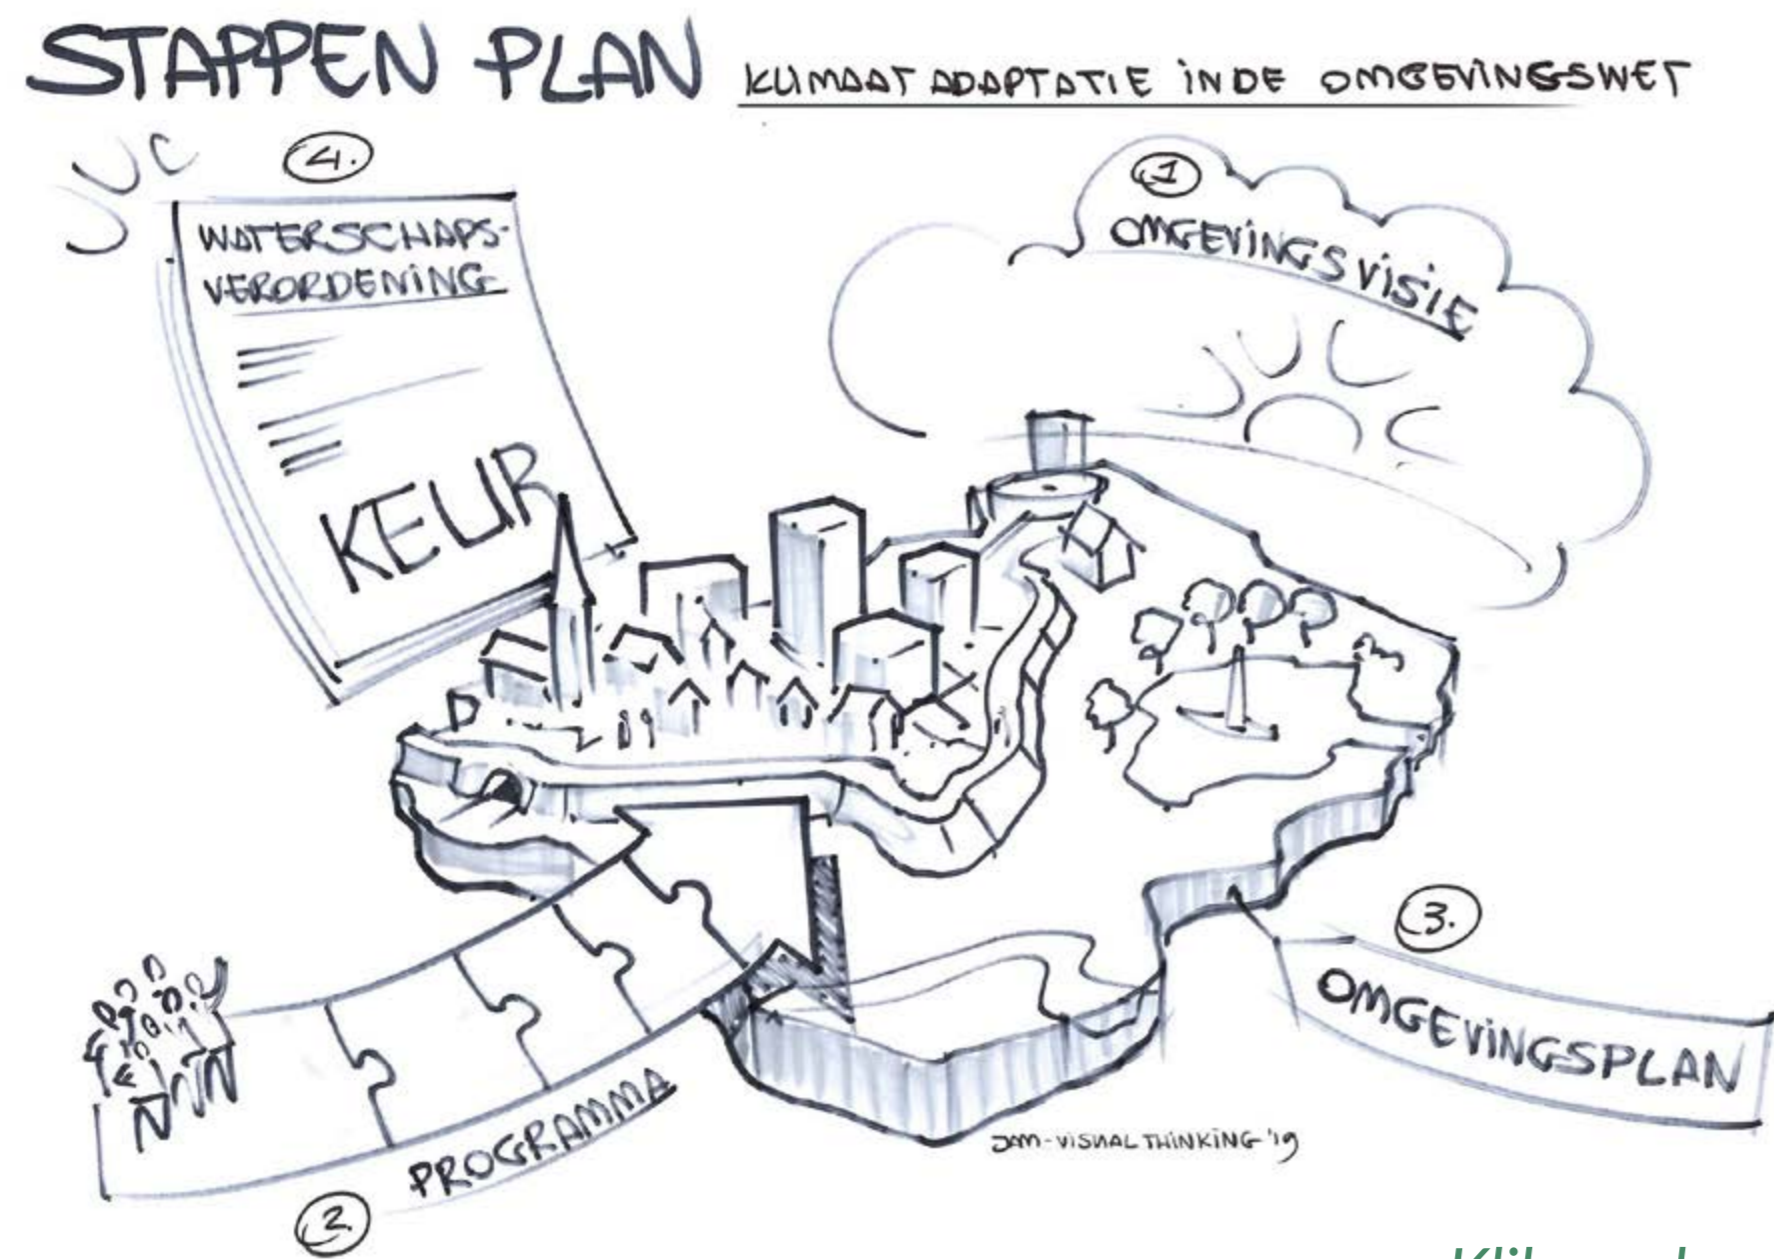 STAPPEN PLAN KLIMAAT ADAPTATIE IN DE OMGEVINGSWET
1.
OMGEVINGSVISIE
2.
PROGRAMMA
3.
OMGEVINGSPLAN
4.
WATERSCHAPS-
VERORDENING
KEUR
JAM-VISUAL THINKING '19